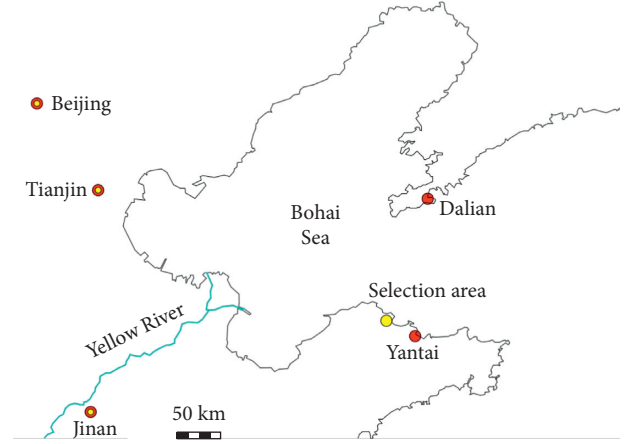 Beijing
Tianjin
Bohai
Sea
Dalian
Selection area
Yellow River
Yantai
50 km
Jinan